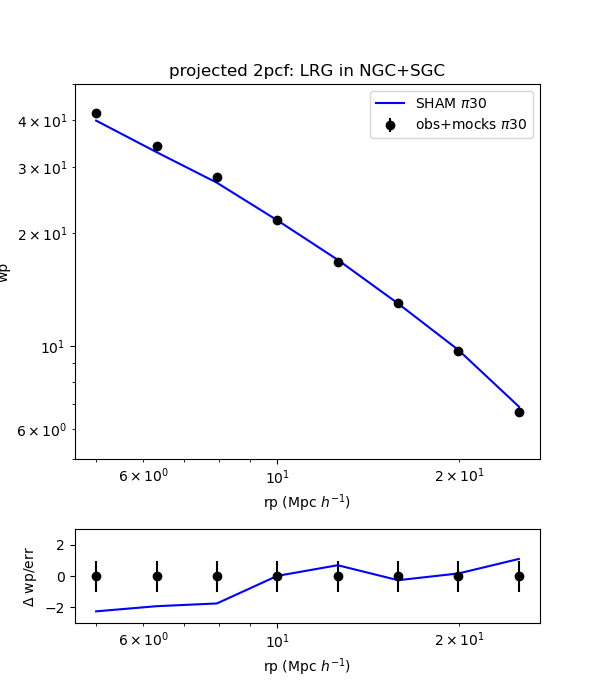 projected 2pcf: LRG in NGC+SGC
SHAM π30
obs+mocks π30
4 × 10¹
3 × 10¹
2 × 10¹
10¹
6 × 10⁰
wp
6 × 10⁰
10¹
2 × 10¹
rp (Mpc h⁻¹)
2
0
−2
Δ wp/err
6 × 10⁰
10¹
2 × 10¹
rp (Mpc h⁻¹)